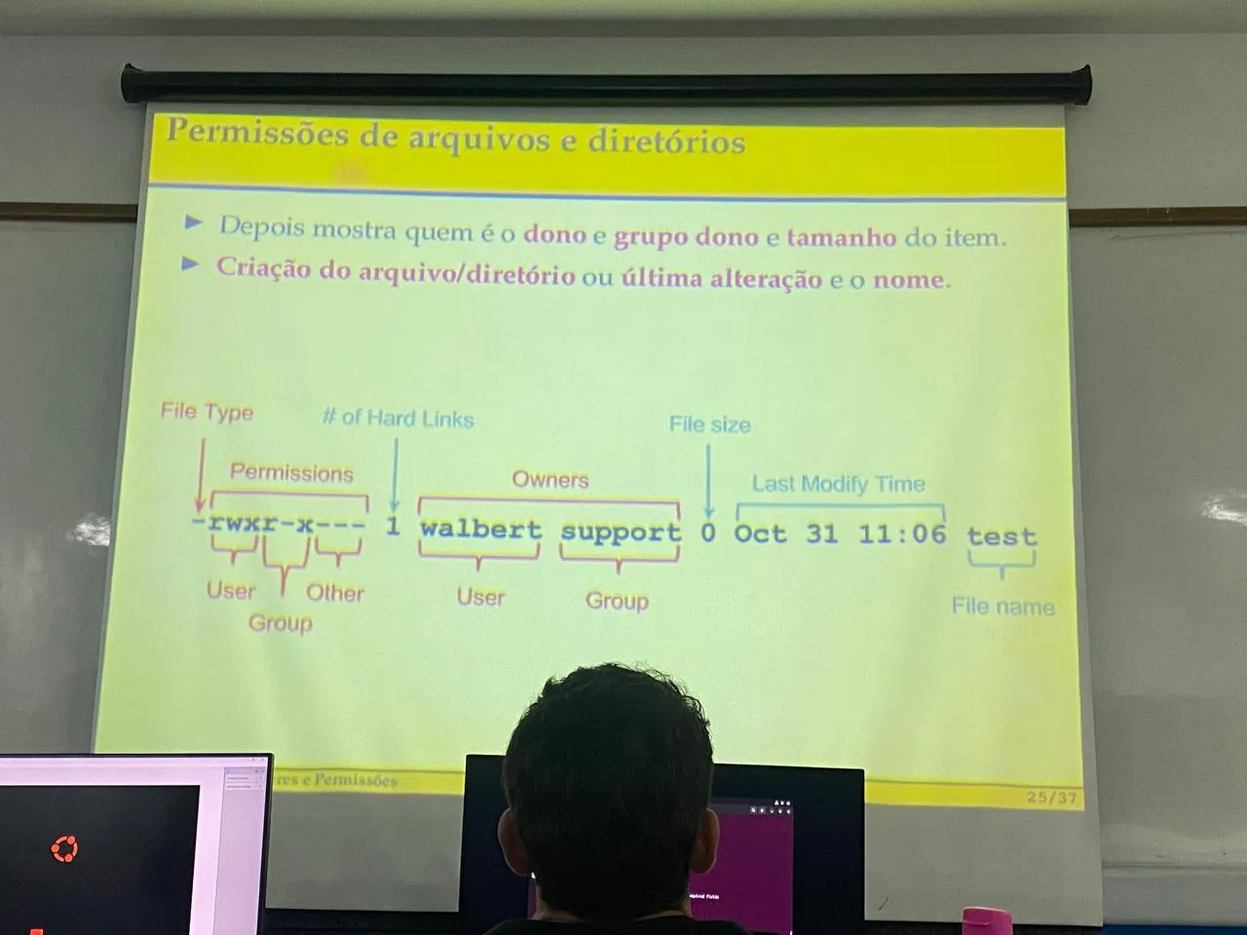 Permissões de arquivos e diretórios
Depois mostra quem é o dono e grupo dono e tamanho do item.
Criação do arquivo/diretório ou última alteração e o nome.
File Type
# of Hard Links
File size
Permissions
Owners
Last Modify Time
-rwxr-x--- 1 walbert support 0 Oct 31 11:06 test
User
Other
User
Group
File name
Group
e Permissões
25/37